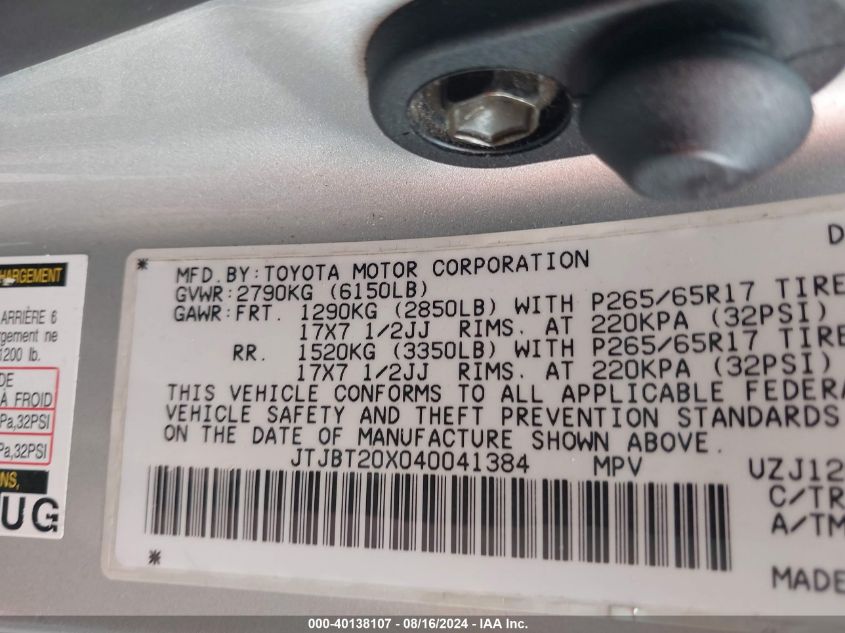 HARGEMENT
ARRIÈRE 6
rgement ne
1200 lb.
DE
À FROID
Pa,32PSI
Pa,32PSI
NS,
UG
D
* MFD.BY:TOYOTA MOTOR CORPORATION
GVWR:2790KG (6150LB)
GAWR:FRT. 1290KG (2850LB) WITH P265/65R17 TIRE
17X7 1/2JJ RIMS. AT 220KPA (32PSI)
RR. 1520KG (3350LB) WITH P265/65R17 TIRE
17X7 1/2JJ RIMS. AT 220KPA (32PSI)
THIS VEHICLE CONFORMS TO ALL APPLICABLE FEDERA
VEHICLE SAFETY AND THEFT PREVENTION STANDARDS
ON THE DATE OF MANUFACTURE SHOWN ABOVE.
JTJBT20X040041384 MPV UZJ12
C/TR
A/TM
* MADE
000-40138107 - 08/16/2024 - IAA Inc.